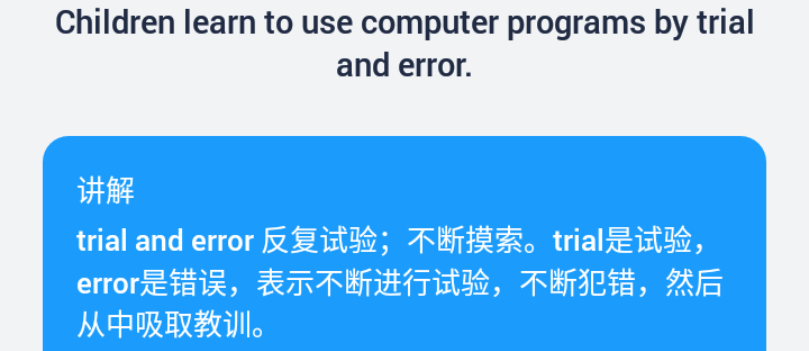 Children learn to use computer programs by trial
and error.
讲解
trial and error 反复试验；不断摸索。trial是试验，
error是错误，表示不断进行试验，不断犯错，然后
从中吸取教训。